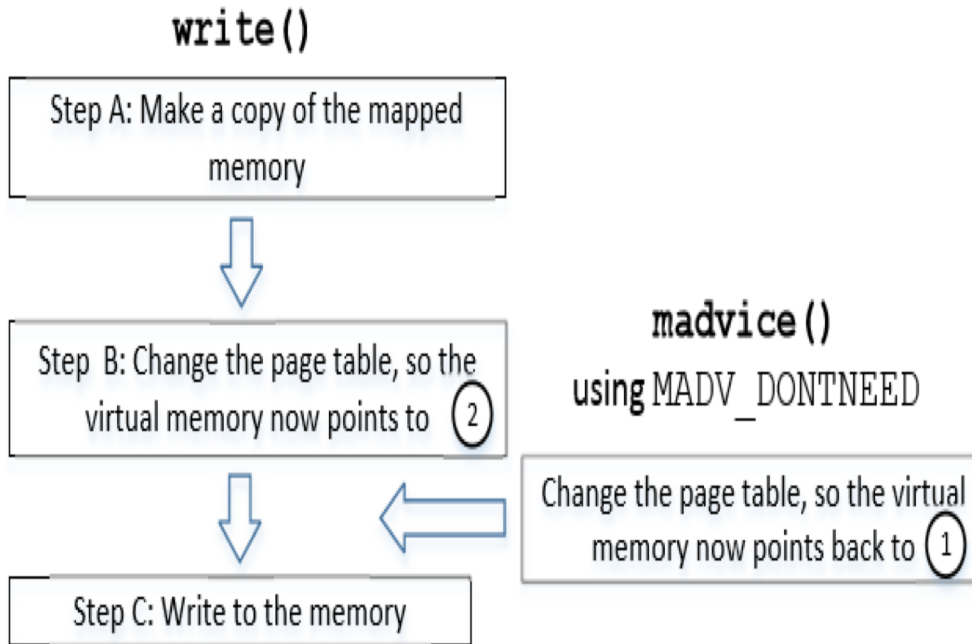 write()
Step A: Make a copy of the mapped
memory
Step B: Change the page table, so the
virtual memory now points to 2
madvice()
using MADV_DONTNEED
Change the page table, so the virtual
memory now points back to 1
Step C: Write to the memory